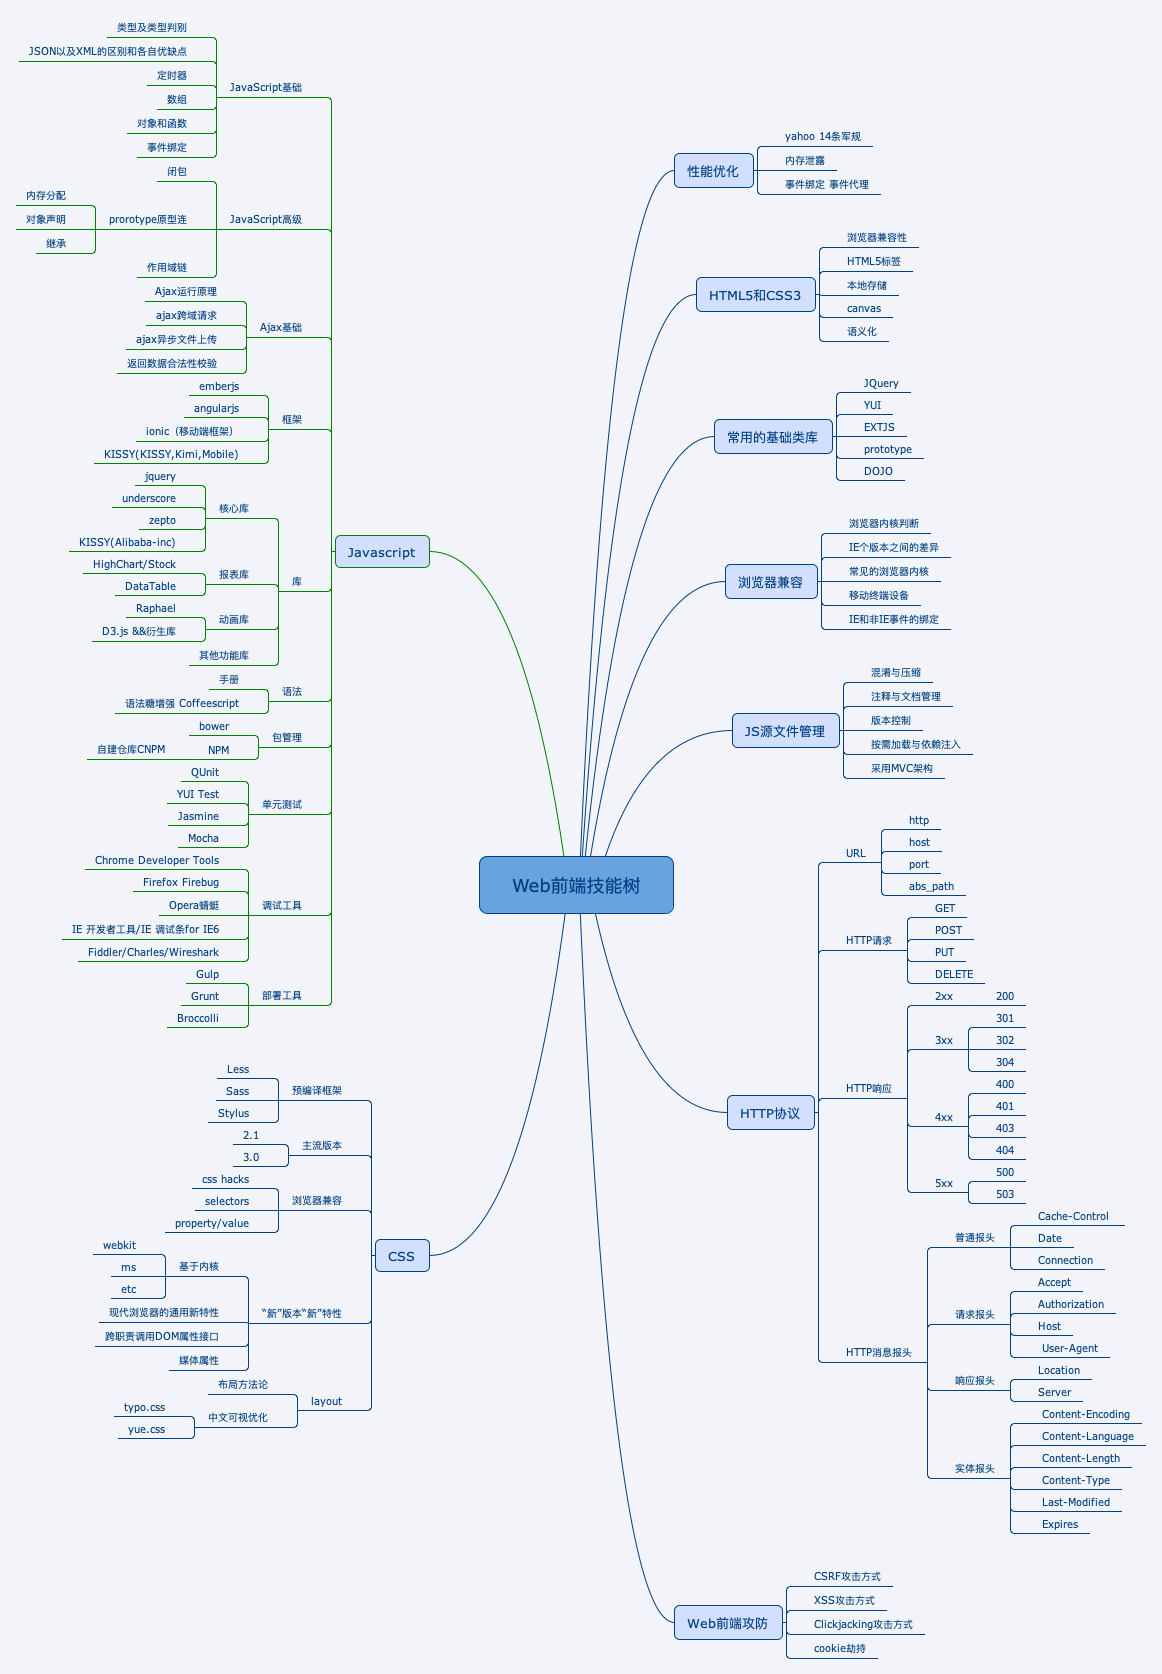 Web前端技能树
性能优化
yahoo 14条军规
内存泄露
事件绑定 事件代理
HTML5和CSS3
浏览器兼容性
HTML5标签
本地存储
canvas
语义化
常用的基础类库
JQuery
YUI
EXTJS
prototype
DOJO
浏览器兼容
浏览器内核判断
IE个版本之间的差异
常见的浏览器内核
移动终端设备
IE和非IE事件的绑定
JS源文件管理
混淆与压缩
注释与文档管理
版本控制
按需加载与依赖注入
采用MVC架构
HTTP协议
URL
http
host
port
abs_path
HTTP请求
GET
POST
PUT
DELETE
HTTP响应
2xx
200
3xx
301
302
304
4xx
400
401
403
404
5xx
500
503
HTTP消息报头
普通报头
Cache-Control
Date
Connection
请求报头
Accept
Authorization
Host
User-Agent
响应报头
Location
Server
实体报头
Content-Encoding
Content-Language
Content-Length
Content-Type
Last-Modified
Expires
Web前端攻防
CSRF攻击方式
XSS攻击方式
Clickjacking攻击方式
cookie劫持
Javascript
JavaScript基础
类型及类型判别
JSON以及XML的区别和各自优缺点
定时器
数组
对象和函数
事件绑定
JavaScript高级
闭包
prorotype原型连
内存分配
对象声明
继承
作用域链
Ajax基础
Ajax运行原理
ajax跨域请求
ajax异步文件上传
返回数据合法性校验
框架
emberjs
angularjs
ionic（移动端框架）
KISSY(KISSY,Kimi,Mobile)
库
核心库
jquery
underscore
zepto
KISSY(Alibaba-inc)
报表库
HighChart/Stock
DataTable
动画库
Raphael
D3.js &&衍生库
其他功能库
语法
手册
语法糖增强 Coffeescript
包管理
bower
NPM
自建仓库CNPM
单元测试
QUnit
YUI Test
Jasmine
Mocha
调试工具
Chrome Developer Tools
Firefox Firebug
Opera蜻蜓
IE 开发者工具/IE 调试条for IE6
Fiddler/Charles/Wireshark
部署工具
Gulp
Grunt
Broccolli
CSS
预编译框架
Less
Sass
Stylus
主流版本
2.1
3.0
浏览器兼容
css hacks
selectors
property/value
“新”版本“新”特性
基于内核
webkit
ms
etc
现代浏览器的通用新特性
跨职责调用DOM属性接口
媒体属性
layout
布局方法论
中文可视优化
typo.css
yue.css